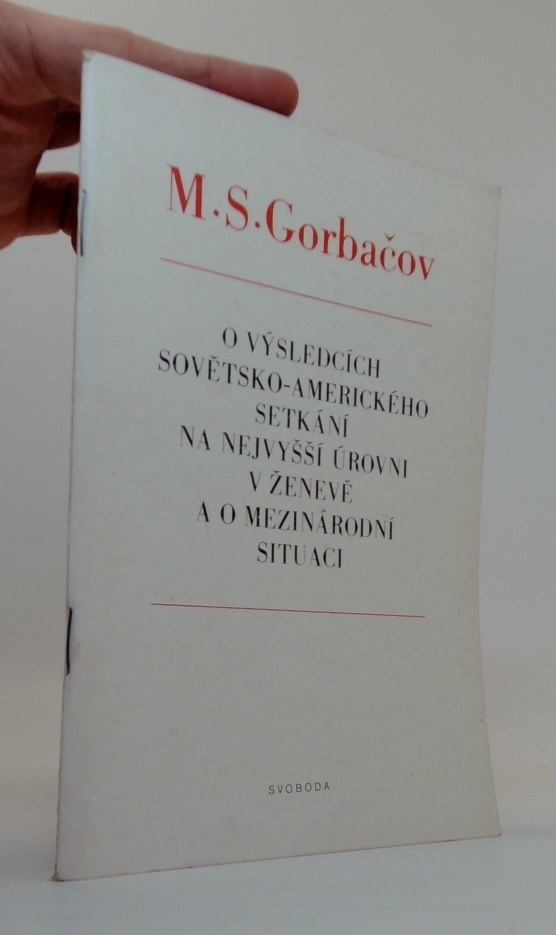 M.S.Gorbačov
O VÝSLEDCÍCH
SOVĚTSKO-AMERICKÉHO
SETKÁNÍ
NA NEJVYŠŠÍ ÚROVNI
V ŽENEVĚ
A O MEZINÁRODNÍ
SITUACI
SVOBODA